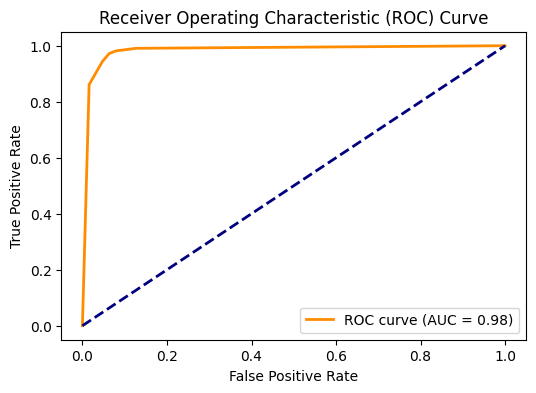 Receiver Operating Characteristic (ROC) Curve
1.0
0.8
0.6
0.4
0.2
0.0
True Positive Rate
ROC curve (AUC = 0.98)
0.0 0.2 0.4 0.6 0.8 1.0
False Positive Rate